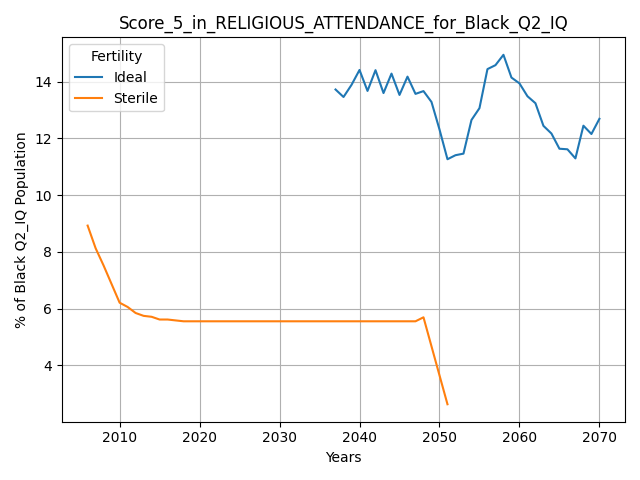 Score_5_in_RELIGIOUS_ATTENDANCE_for_Black_Q2_IQ
Fertility
Ideal
Sterile
% of Black Q2_IQ Population
14
12
10
8
6
4
2010 2020 2030 2040 2050 2060 2070
Years